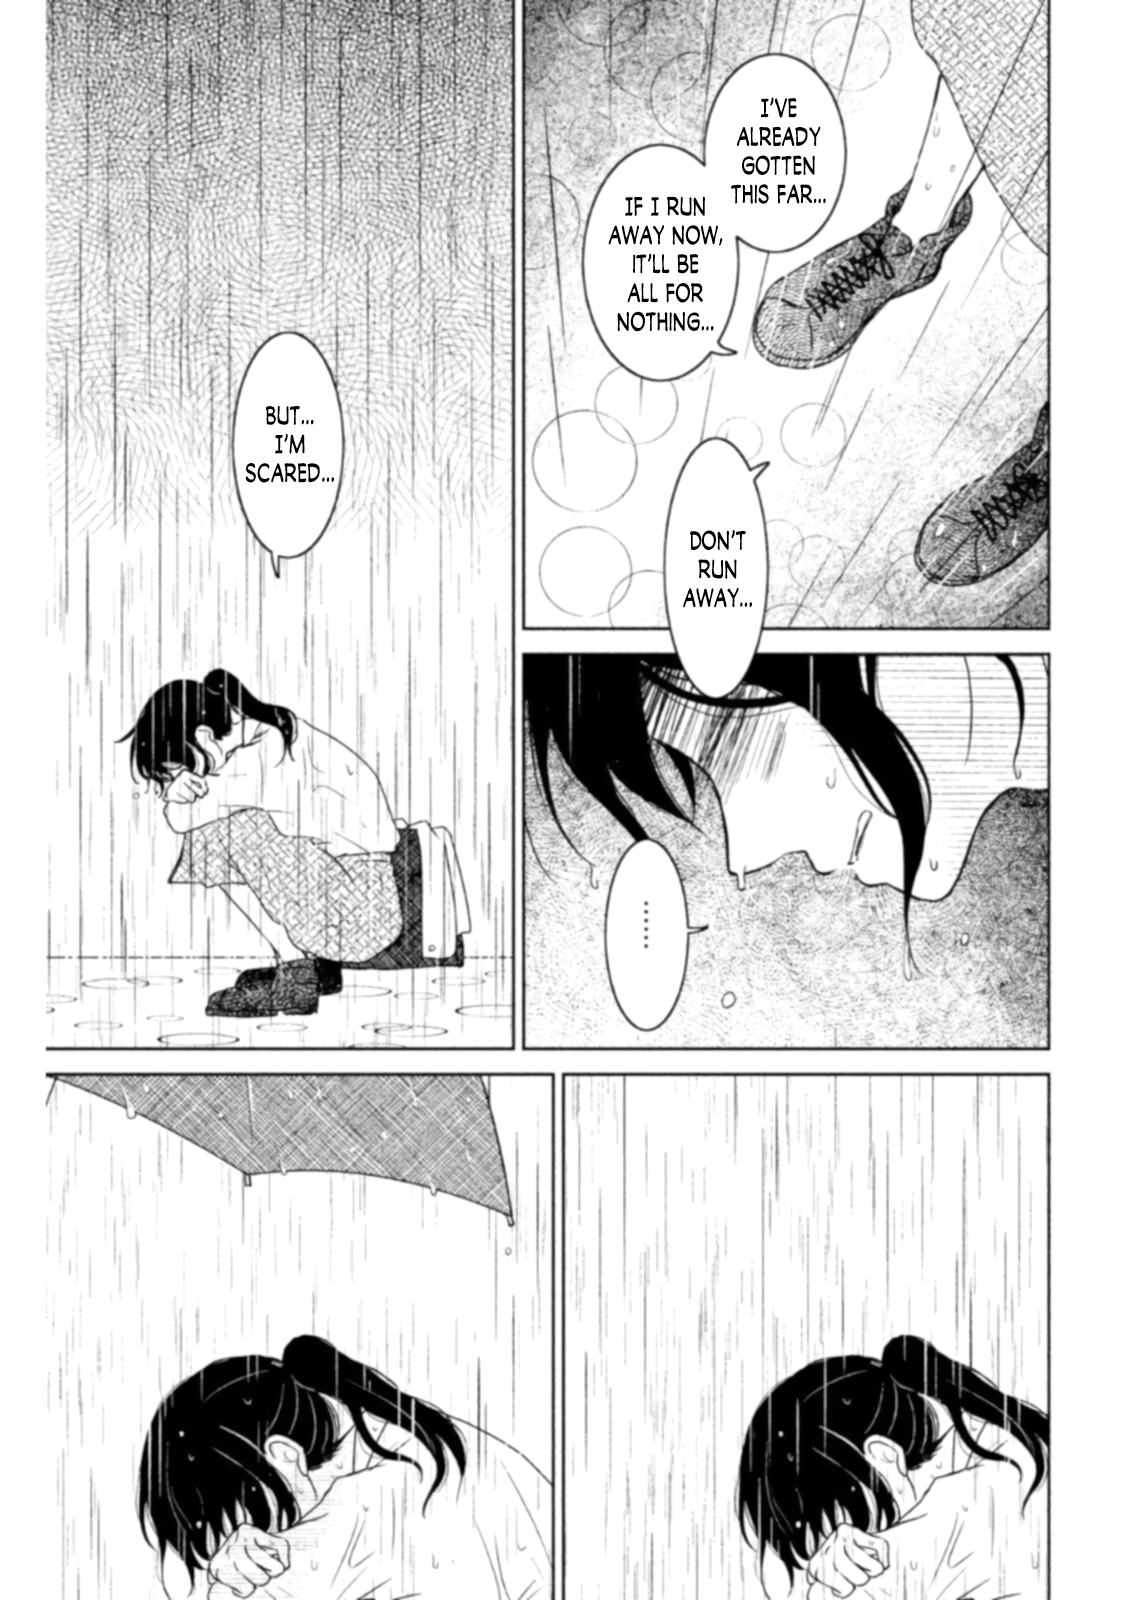 I'VE
ALREADY
GOTTEN
THIS FAR...
IF I RUN
AWAY NOW,
IT'LL BE
ALL FOR
NOTHING...
DON'T
RUN
AWAY...
.......
BUT...
I'M
SCARED...